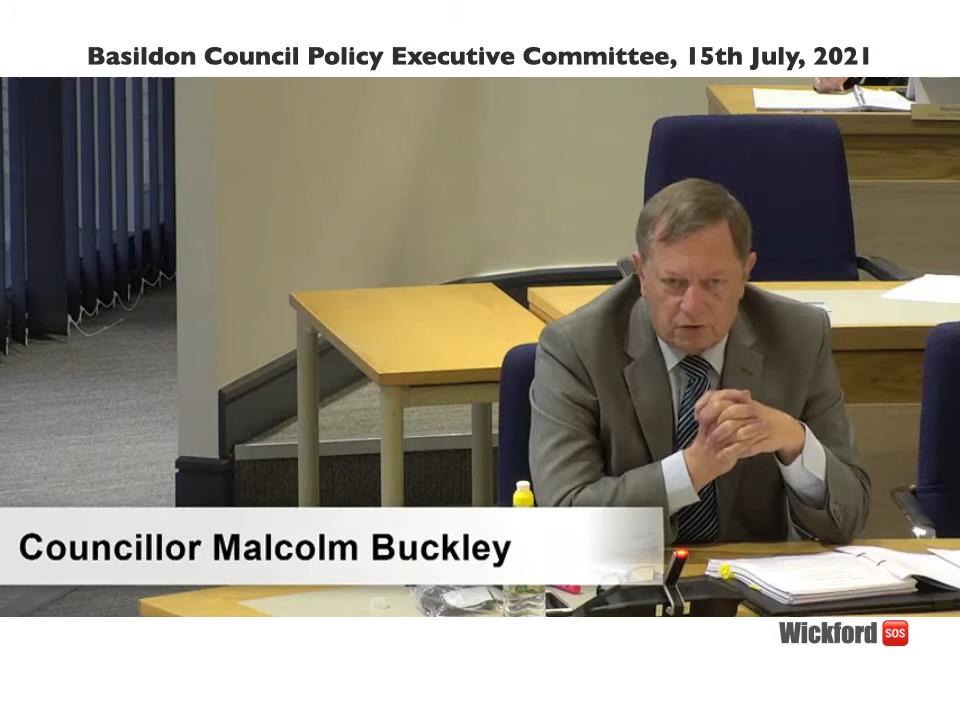 Basildon Council Policy Executive Committee, 15th July, 2021
Councillor Malcolm Buckley
Wickford SOS